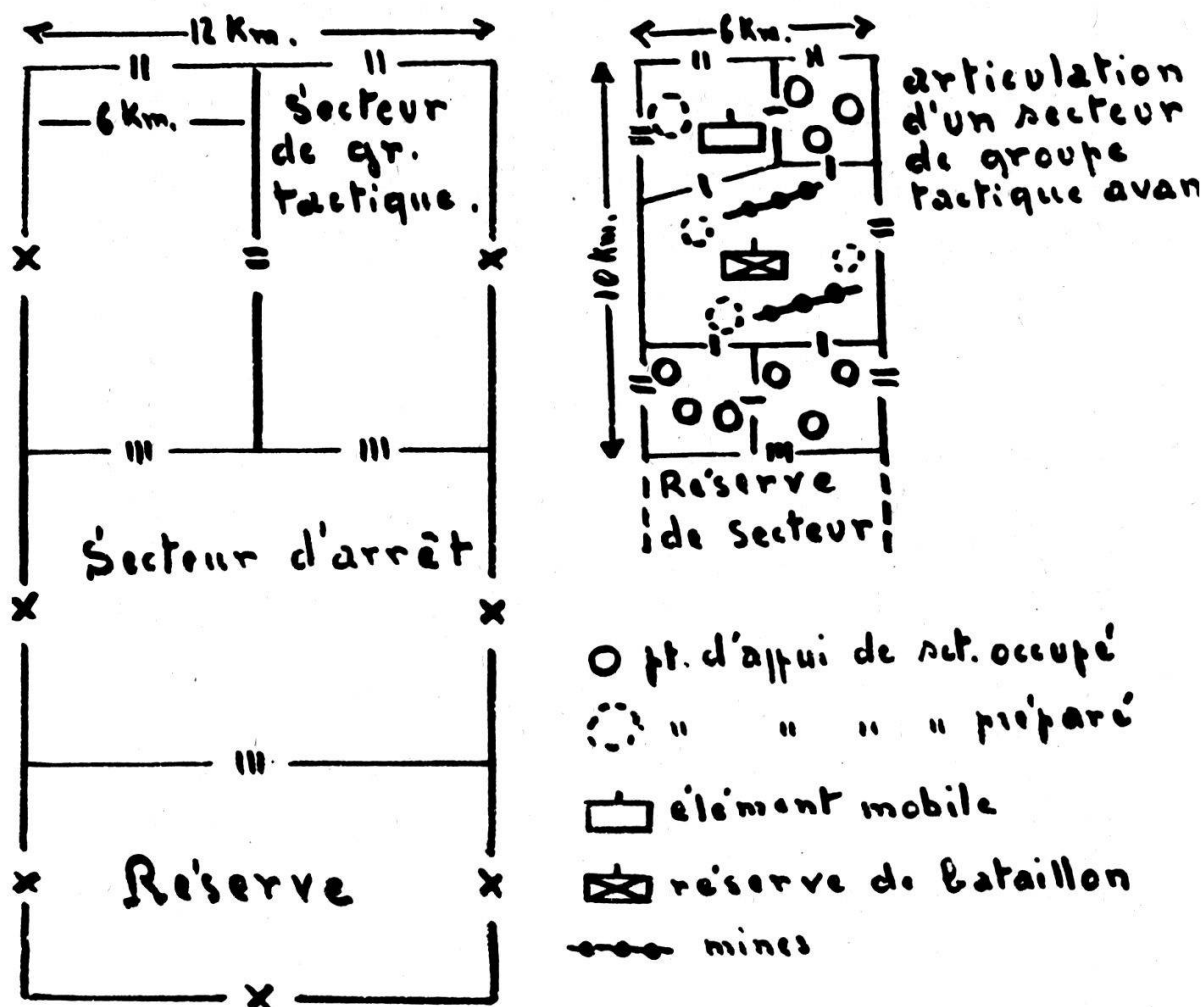 12 Km.
6 Km.
Secteur
de gr.
tactique.
Secteur d'arrêt
Réserve
6 Km.
10 Km.
articulation
d'un secteur
de groupe
tactique avan
Réserve
de secteur
pt. d'appui de sct. occupé
" " " " préparé
élément mobile
réserve de bataillon
mines